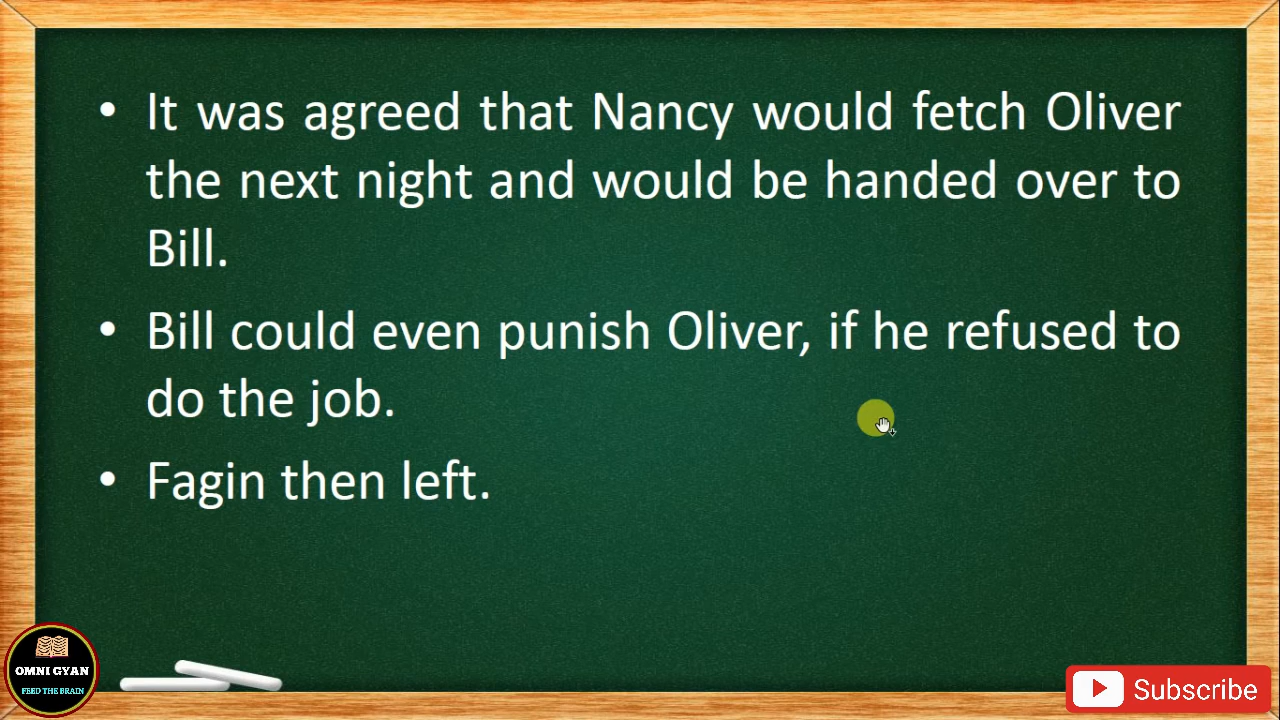 • It was agreed that Nancy would fetch Oliver
the next night and would be handed over to
Bill.
• Bill could even punish Oliver, if he refused to
do the job.
• Fagin then left.
OMNI GYAN
FEED THE BRAIN
Subscribe